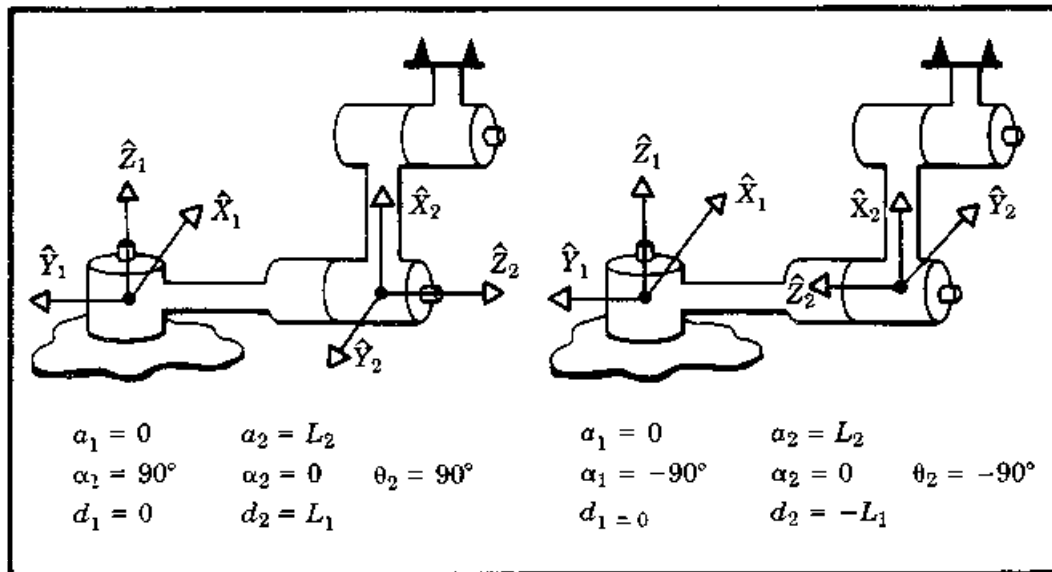 Ẑ₁
X̂₁
X̂₂
Ŷ₁
Ẑ₂
Ŷ₂
a₁ = 0 a₂ = L₂
α₂ = 90° α₂ = 0 θ₂ = 90°
d₁ = 0 d₂ = L₁
Ẑ₁
X̂₁
X̂₂
Ŷ₂
Ŷ₁
Ẑ₂
a₁ = 0 a₂ = L₂
α₁ = −90° α₂ = 0 θ₂ = −90°
d₁ = 0 d₂ = −L₁